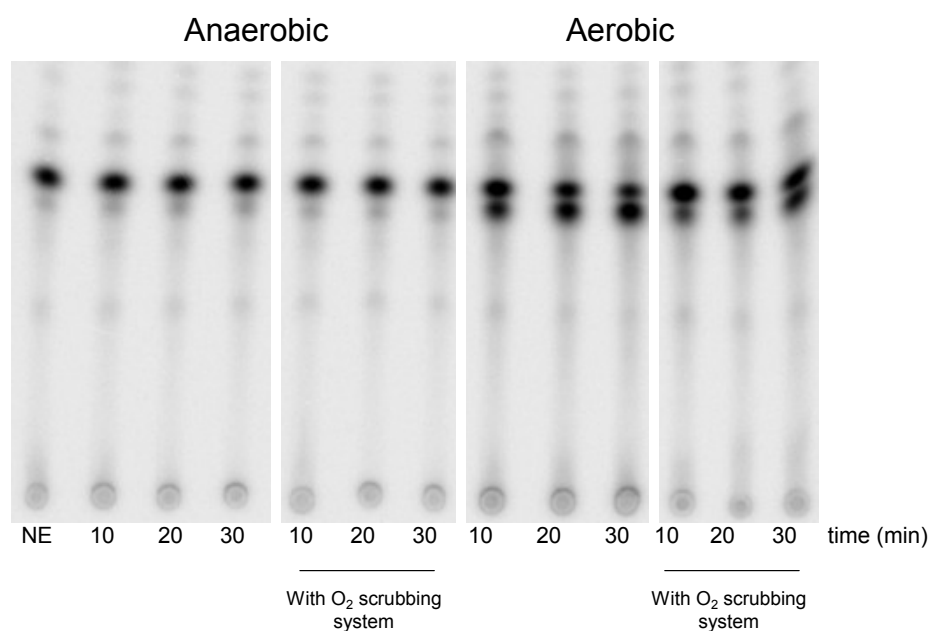 Anaerobic Aerobic
NE 10 20 30 10 20 30 10 20 30 10 20 30 time (min)
With O₂ scrubbing
system
With O₂ scrubbing
system